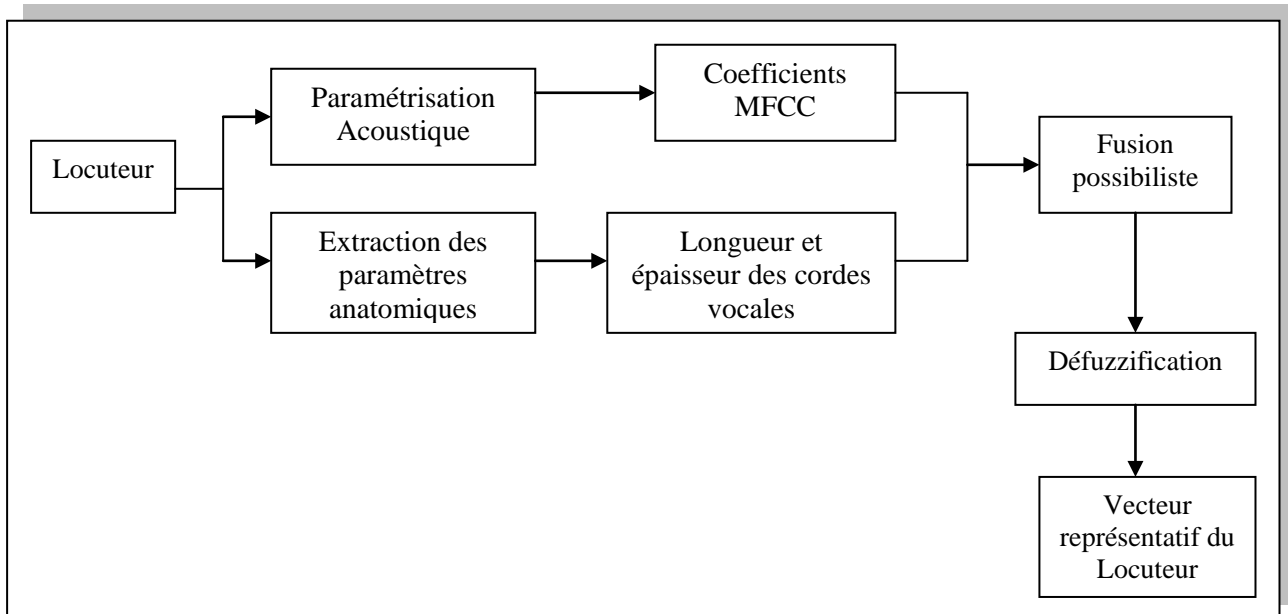 Locuteur
Paramétrisation
Acoustique
Coefficients
MFCC
Extraction des
paramètres
anatomiques
Longueur et
épaisseur des cordes
vocales
Fusion
possibiliste
Défuzzification
Vecteur
représentatif du
Locuteur